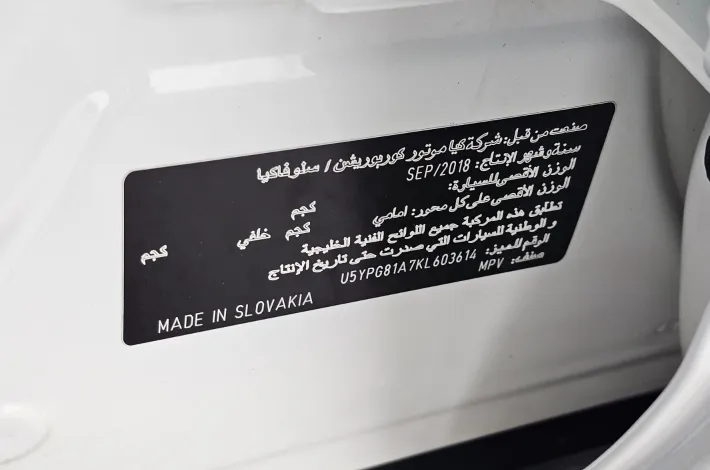 صنعت من قبل: شركة كيا موتور كوربوريشن / سلوفاكيا
سنة وشهر الإنتاج: SEP/2018
الوزن الأقصى للسيارة: كجم
الوزن الأقصى على كل محور: امامي كجم خلفي كجم
تطابق هذه المركبة جميع اللوائح الفنية الخليجية
و الوطنية للسيارات التي صدرت حتى تاريخ الإنتاج
الرقم المميز: U5YPG81A7KL603614
صنف: MPV
MADE IN SLOVAKIA